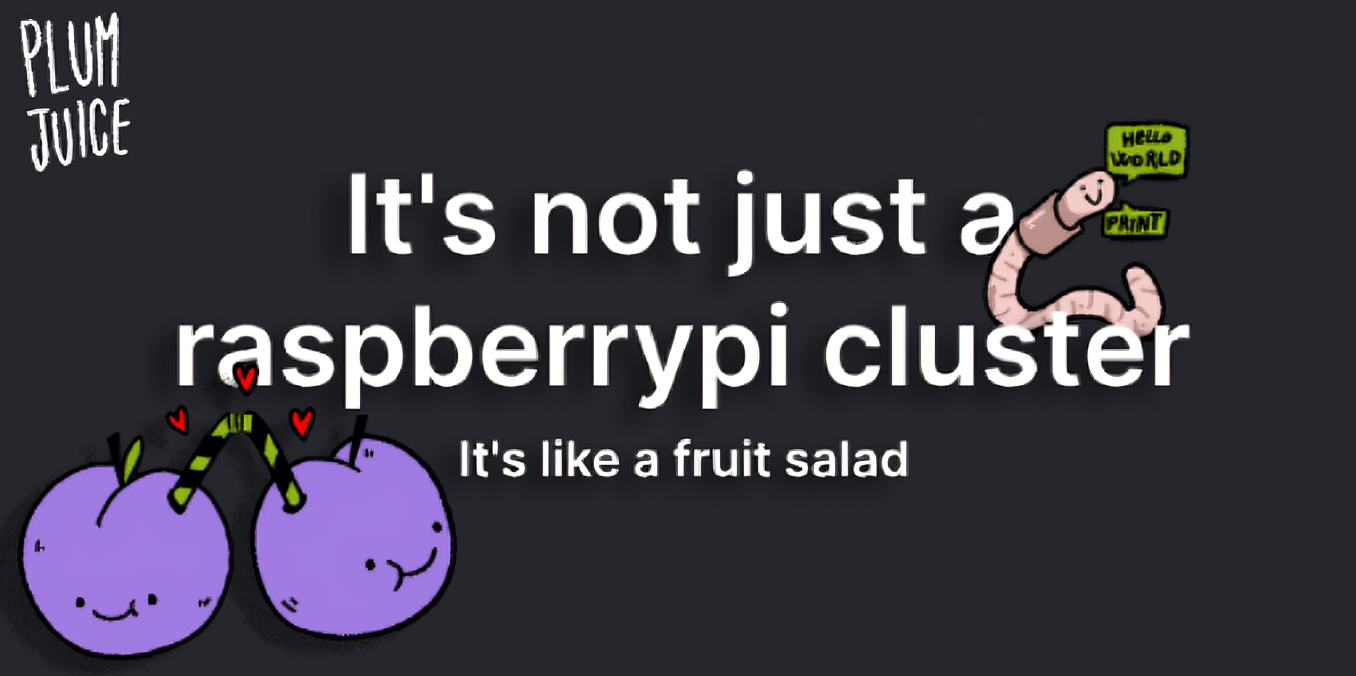 PLUM
JUICE
HELLO
WORLD
It's not just a
PRINT
raspberrypi cluster
It's like a fruit salad